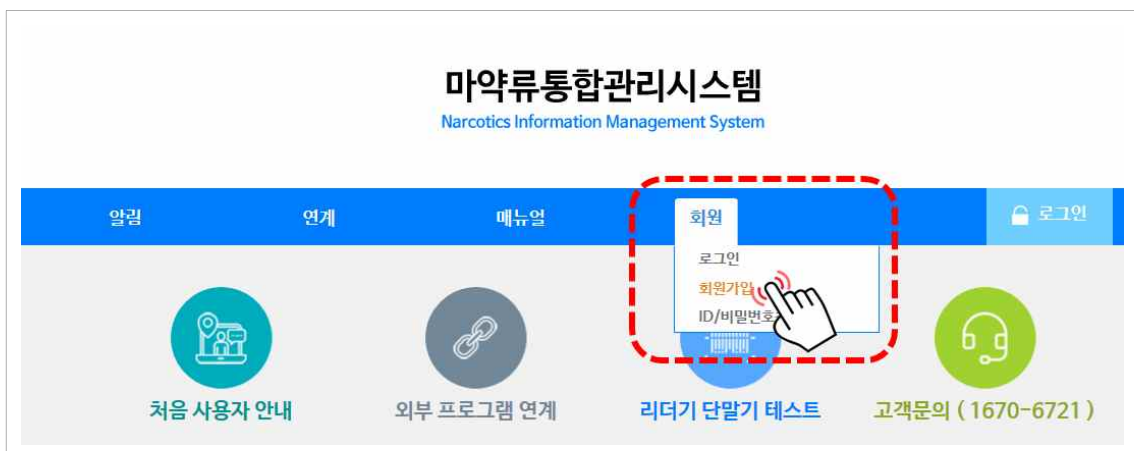 마약류통합관리시스템
Narcotics Information Management System
알림 연계 매뉴얼 회원 로그인
로그인
회원가입
ID/비밀번호
처음 사용자 안내 외부 프로그램 연계 리더기 단말기 테스트 고객문의 ( 1670-6721 )